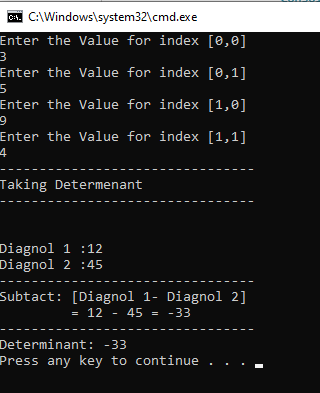 C:\Windows\system32\cmd.exe
Enter the Value for index [0,0]
3
Enter the Value for index [0,1]
5
Enter the Value for index [1,0]
9
Enter the Value for index [1,1]
4
--------------------------------
Taking Determenant
--------------------------------
Diagnol 1 :12
Diagnol 2 :45
--------------------------------
Subtact: [Diagnol 1- Diagnol 2]
= 12 - 45 = -33
--------------------------------
Determinant: -33
Press any key to continue . . .